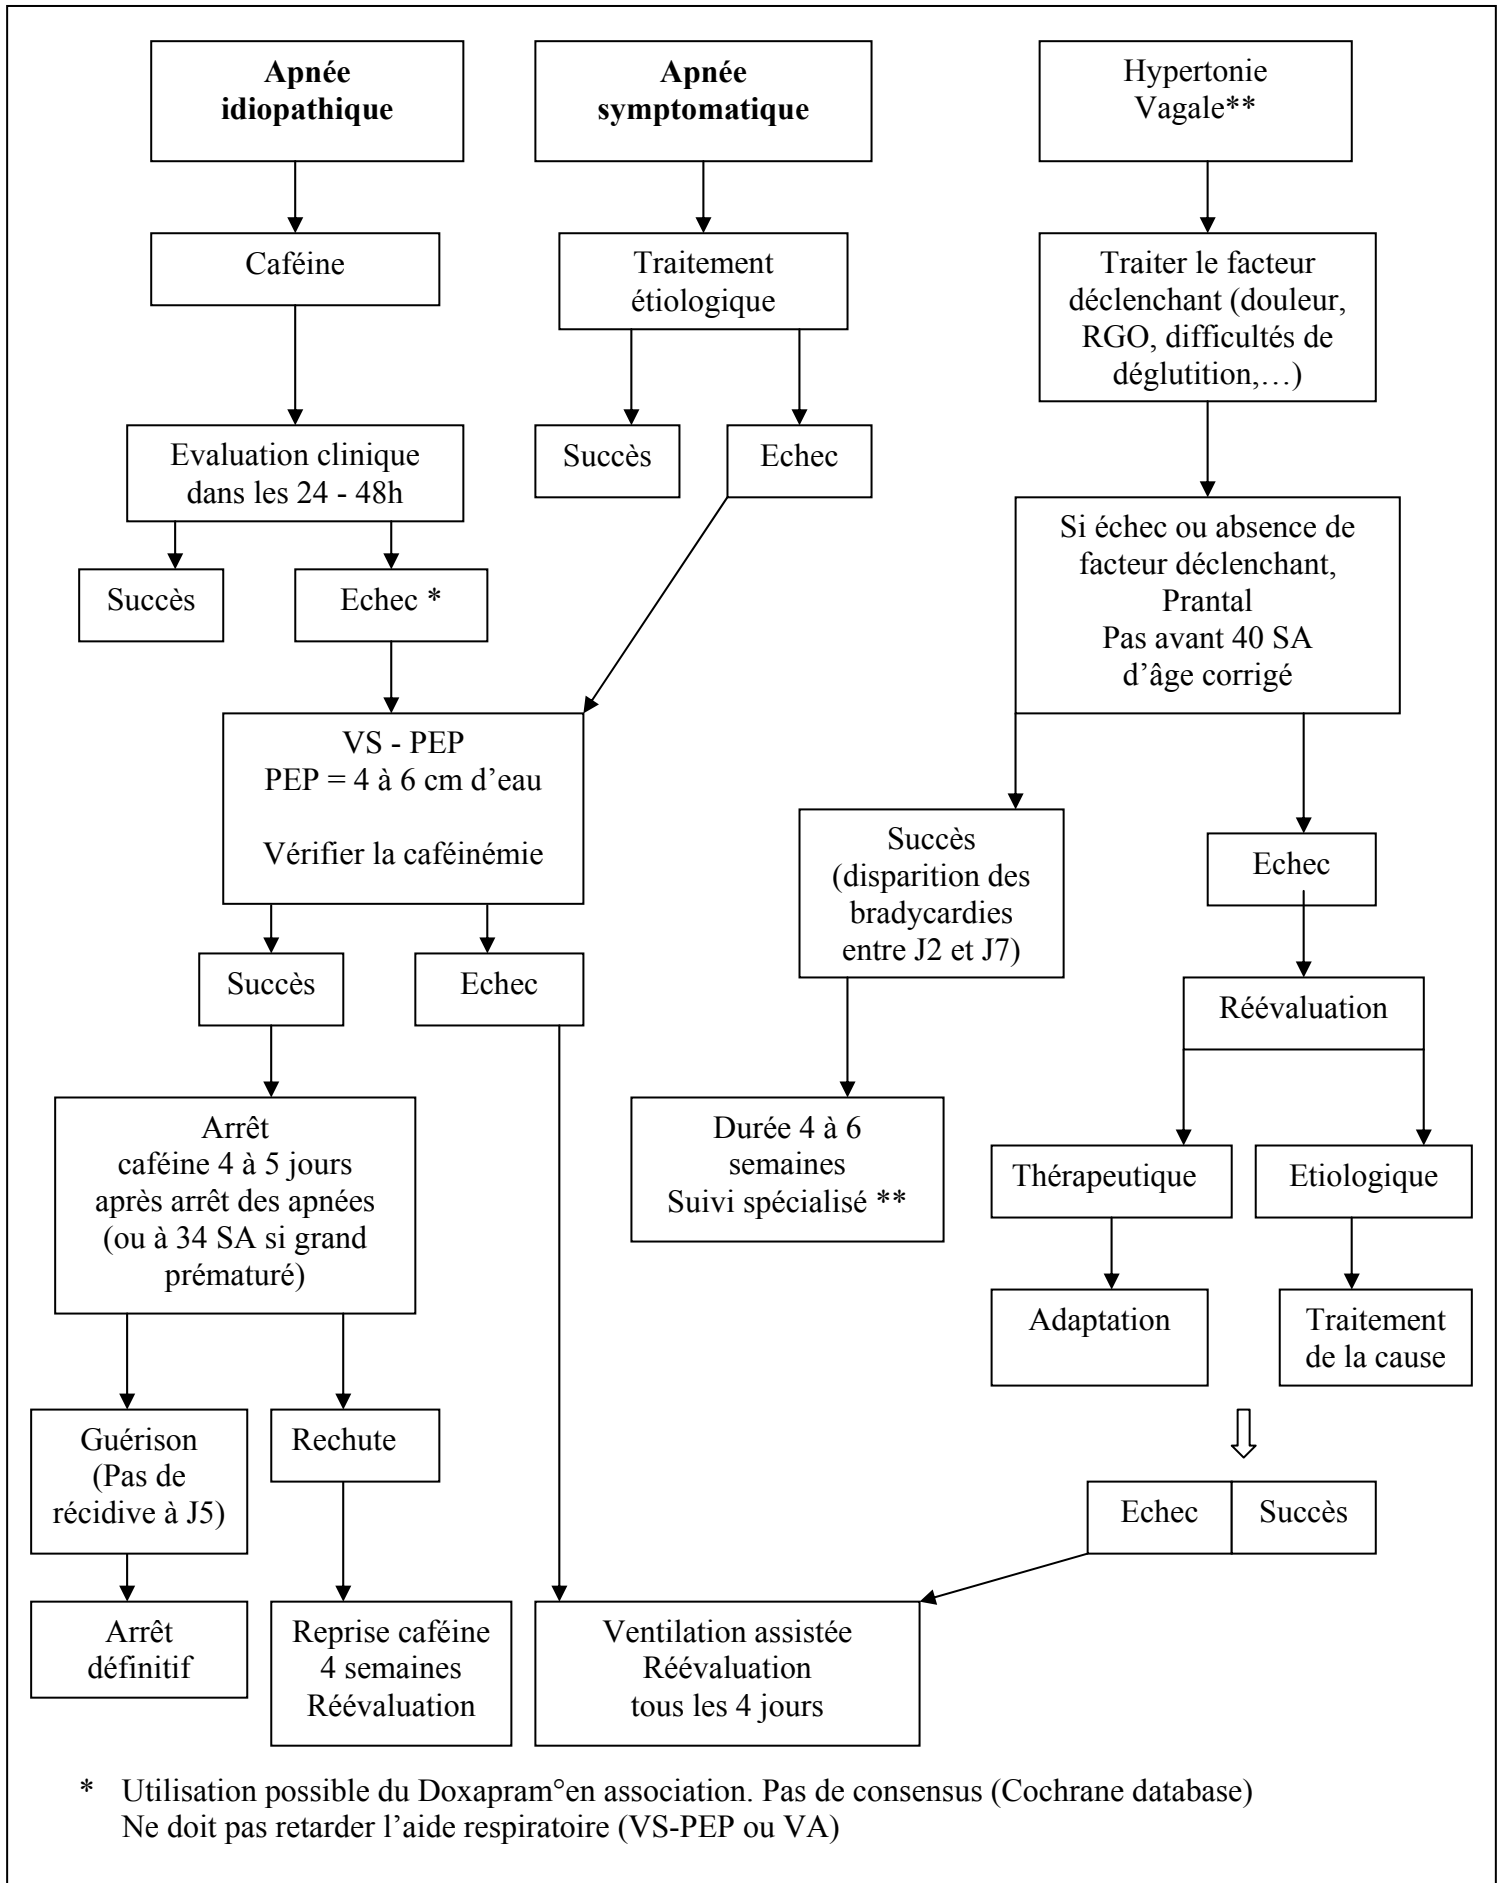 Apnée
idiopathique
Apnée
symptomatique
Hypertonie
Vagale**
Caféine
Traitement
étiologique
Traiter le facteur
déclenchant (douleur,
RGO, difficultés de
déglutition,…)
Evaluation clinique
dans les 24 - 48h
Succès
Echec
Succès
Echec *
Si échec ou absence de
facteur déclenchant,
Prantal
Pas avant 40 SA
d’âge corrigé
VS - PEP
PEP = 4 à 6 cm d’eau
Vérifier la caféinémie
Succès
(disparition des
bradycardies
entre J2 et J7)
Echec
Succès
Echec
Réévaluation
Arrêt
caféine 4 à 5 jours
après arrêt des apnées
(ou à 34 SA si grand
prématuré)
Durée 4 à 6
semaines
Suivi spécialisé **
Thérapeutique
Etiologique
Adaptation
Traitement
de la cause
Guérison
(Pas de
récidive à J5)
Rechute
Echec
Succès
Arrêt
définitif
Reprise caféine
4 semaines
Réévaluation
Ventilation assistée
Réévaluation
tous les 4 jours
* Utilisation possible du Doxapram°en association. Pas de consensus (Cochrane database)
Ne doit pas retarder l’aide respiratoire (VS-PEP ou VA)